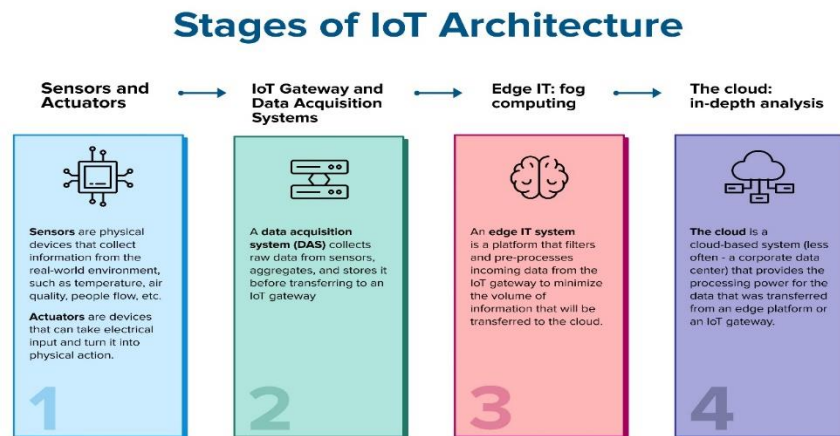 Stages of IoT Architecture
Sensors and
Actuators
IoT Gateway and
Data Acquisition
Systems
Edge IT: fog
computing
The cloud:
in-depth analysis
Sensors are physical
devices that collect
information from the
real-world environment,
such as temperature, air
quality, people flow, etc.
Actuators are devices
that can take electrical
input and turn it into
physical action.
1
A data acquisition
system (DAS) collects
raw data from sensors,
aggregates, and stores it
before transferring to an
IoT gateway
2
An edge IT system
is a platform that filters
and pre-processes
incoming data from the
IoT gateway to minimize
the volume of
information that will be
transferred to the cloud.
3
The cloud is a
cloud-based system (less
often - a corporate data
center) that provides the
processing power for the
data that was transferred
from an edge platform or
an IoT gateway.
4